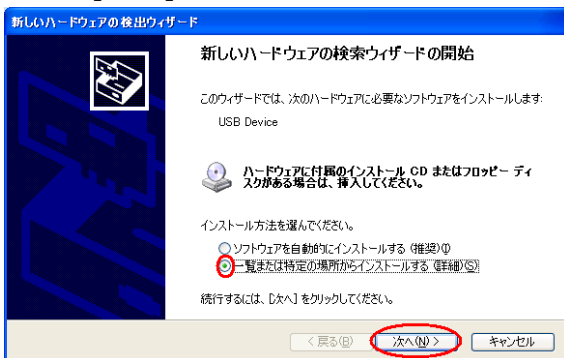 新しいハードウェアの検出ウィザード
新しいハードウェアの検索ウィザードの開始
このウィザードでは、次のハードウェアに必要なソフトウェアをインストールします:
USB Device
ハードウェアに付属のインストール CD またはフロッピー ディ
スクがある場合は、挿入してください。
インストール方法を選んでください。
ソフトウェアを自動的にインストールする (推奨)(I)
一覧または特定の場所からインストールする (詳細)(S)
続行するには、[次へ] をクリックしてください。
< 戻る(B) 次へ(N) > キャンセル